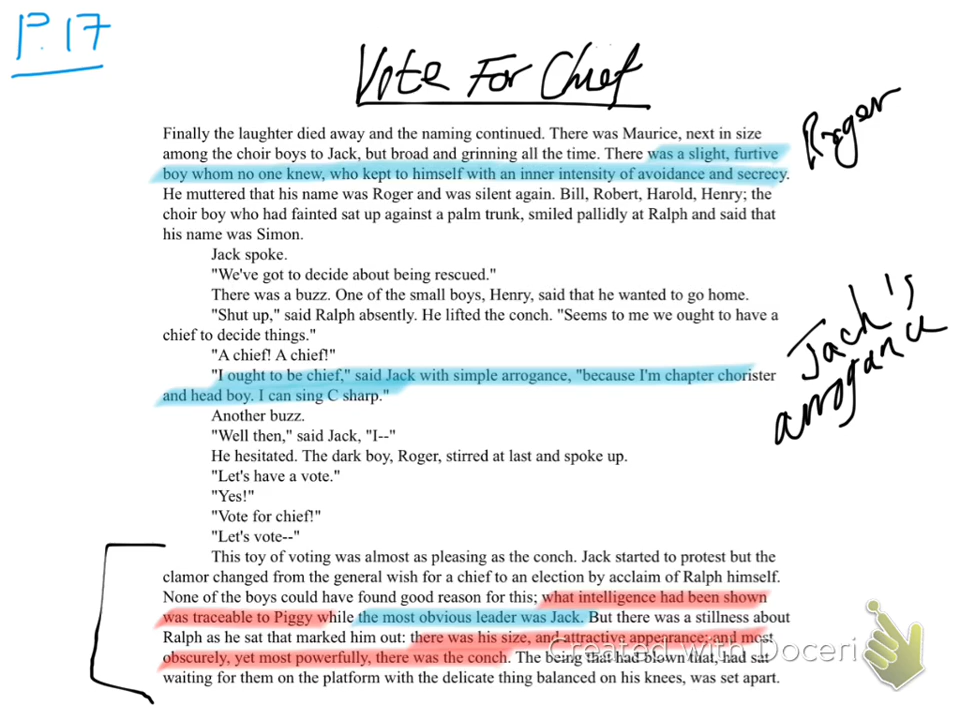 P.17
Vote For Chief
Finally the laughter died away and the naming continued. There was Maurice, next in size
among the choir boys to Jack, but broad and grinning all the time. There was a slight, furtive
boy whom no one knew, who kept to himself with an inner intensity of avoidance and secrecy.
He muttered that his name was Roger and was silent again. Bill, Robert, Harold, Henry; the
choir boy who had fainted sat up against a palm trunk, smiled pallidly at Ralph and said that
his name was Simon.
Roger
Jack spoke.
"We've got to decide about being rescued."
There was a buzz. One of the small boys, Henry, said that he wanted to go home.
"Shut up," said Ralph absently. He lifted the conch. "Seems to me we ought to have a
chief to decide things."
"A chief! A chief!"
"I ought to be chief," said Jack with simple arrogance, "because I'm chapter chorister
and head boy. I can sing C sharp."
Jack's
arrogance
Another buzz.
"Well then," said Jack, "I--"
He hesitated. The dark boy, Roger, stirred at last and spoke up.
"Let's have a vote."
"Yes!"
"Vote for chief!"
"Let's vote--"
This toy of voting was almost as pleasing as the conch. Jack started to protest but the
clamor changed from the general wish for a chief to an election by acclaim of Ralph himself.
None of the boys could have found good reason for this; what intelligence had been shown
was traceable to Piggy while the most obvious leader was Jack. But there was a stillness about
Ralph as he sat that marked him out: there was his size, and attractive appearance; and most
obscurely, yet most powerfully, there was the conch. The being that had blown that, had sat
waiting for them on the platform with the delicate thing balanced on his knees, was set apart.
Created with Doceri